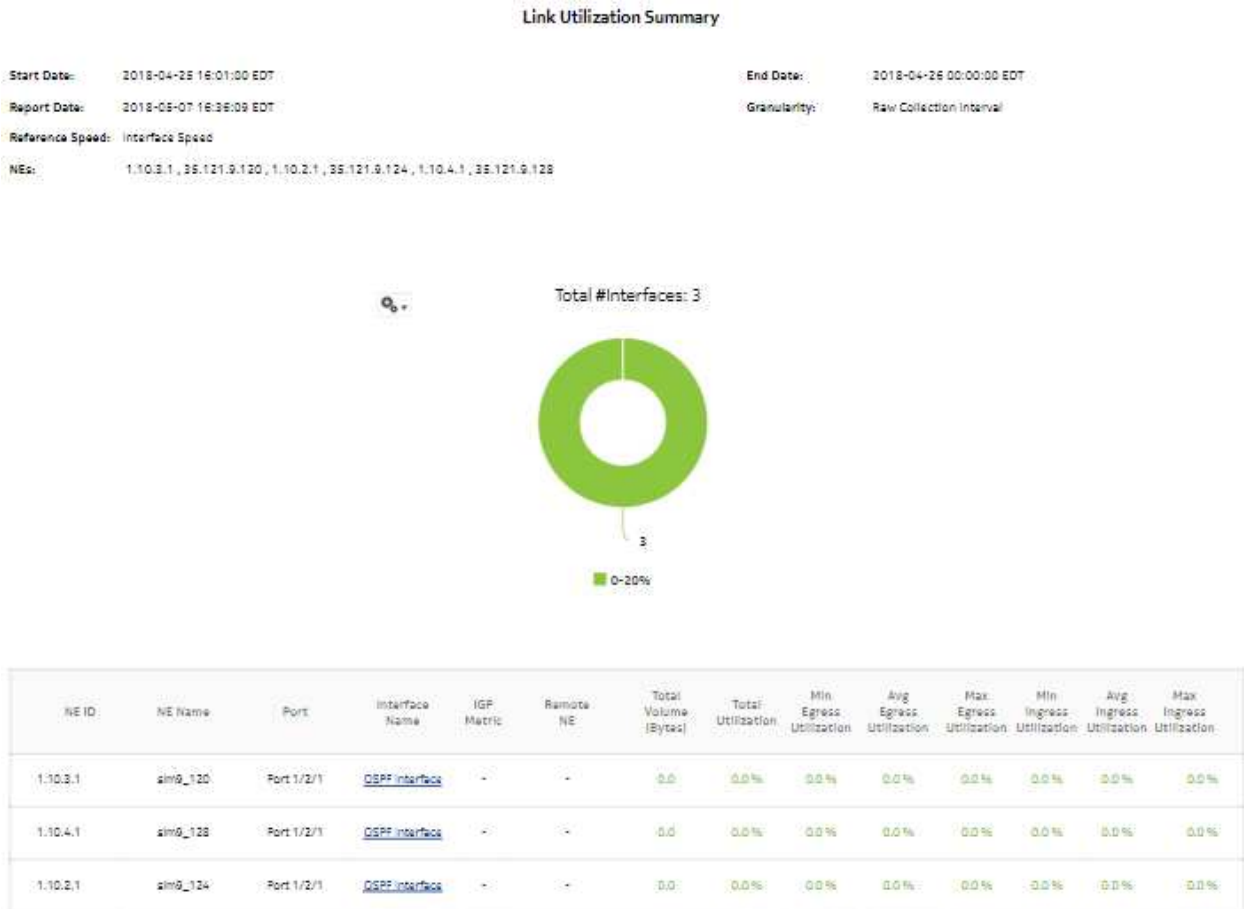 Link Utilization Summary
Start Date: 2018-04-25 16:01:00 EDT End Date: 2018-04-26 00:00:00 EDT
Report Date: 2018-05-07 16:36:09 EDT Granularity: Raw Collection Interval
Reference Speed: Interface Speed
NEs: 1.10.3.1 , 35.121.9.120 , 1.10.2.1 , 35.121.9.124 , 1.10.4.1 , 35.121.9.128
Total #Interfaces: 3
3
0-20%
NE ID NE Name Port Interface Name IGP Metric Remote NE Total Volume (Bytes) Total Utilization Min Egress Utilization Avg Egress Utilization Max Egress Utilization Min Ingress Utilization Avg Ingress Utilization Max Ingress Utilization
1.10.3.1 sim9_120 Port 1/2/1 OSPF Interface - - 0.0 0.0 % 0.0 % 0.0 % 0.0 % 0.0 % 0.0 % 0.0 %
1.10.4.1 sim9_128 Port 1/2/1 OSPF Interface - - 0.0 0.0 % 0.0 % 0.0 % 0.0 % 0.0 % 0.0 % 0.0 %
1.10.2.1 sim9_124 Port 1/2/1 OSPF Interface - - 0.0 0.0 % 0.0 % 0.0 % 0.0 % 0.0 % 0.0 % 0.0 %